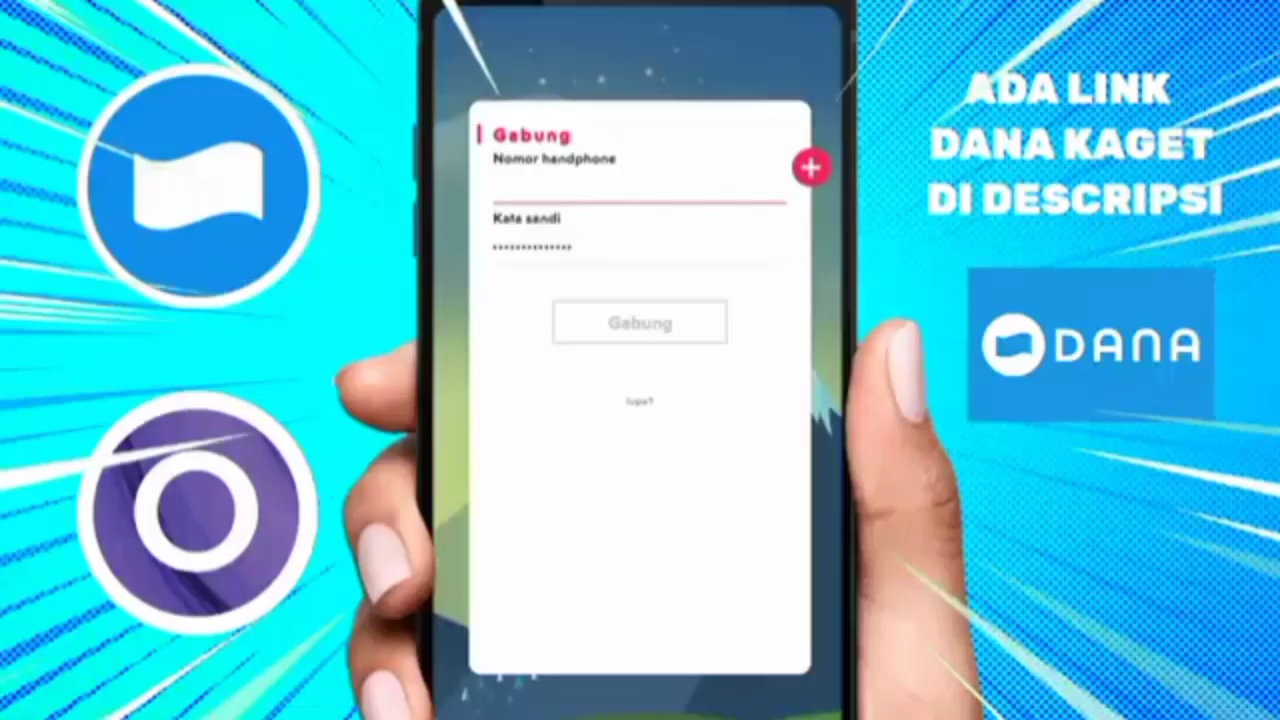 Gabung
Nomor handphone
Kata sandi
Gabung
lupa?
ADA LINK
DANA KAGET
DI DESCRIPSI
DANA